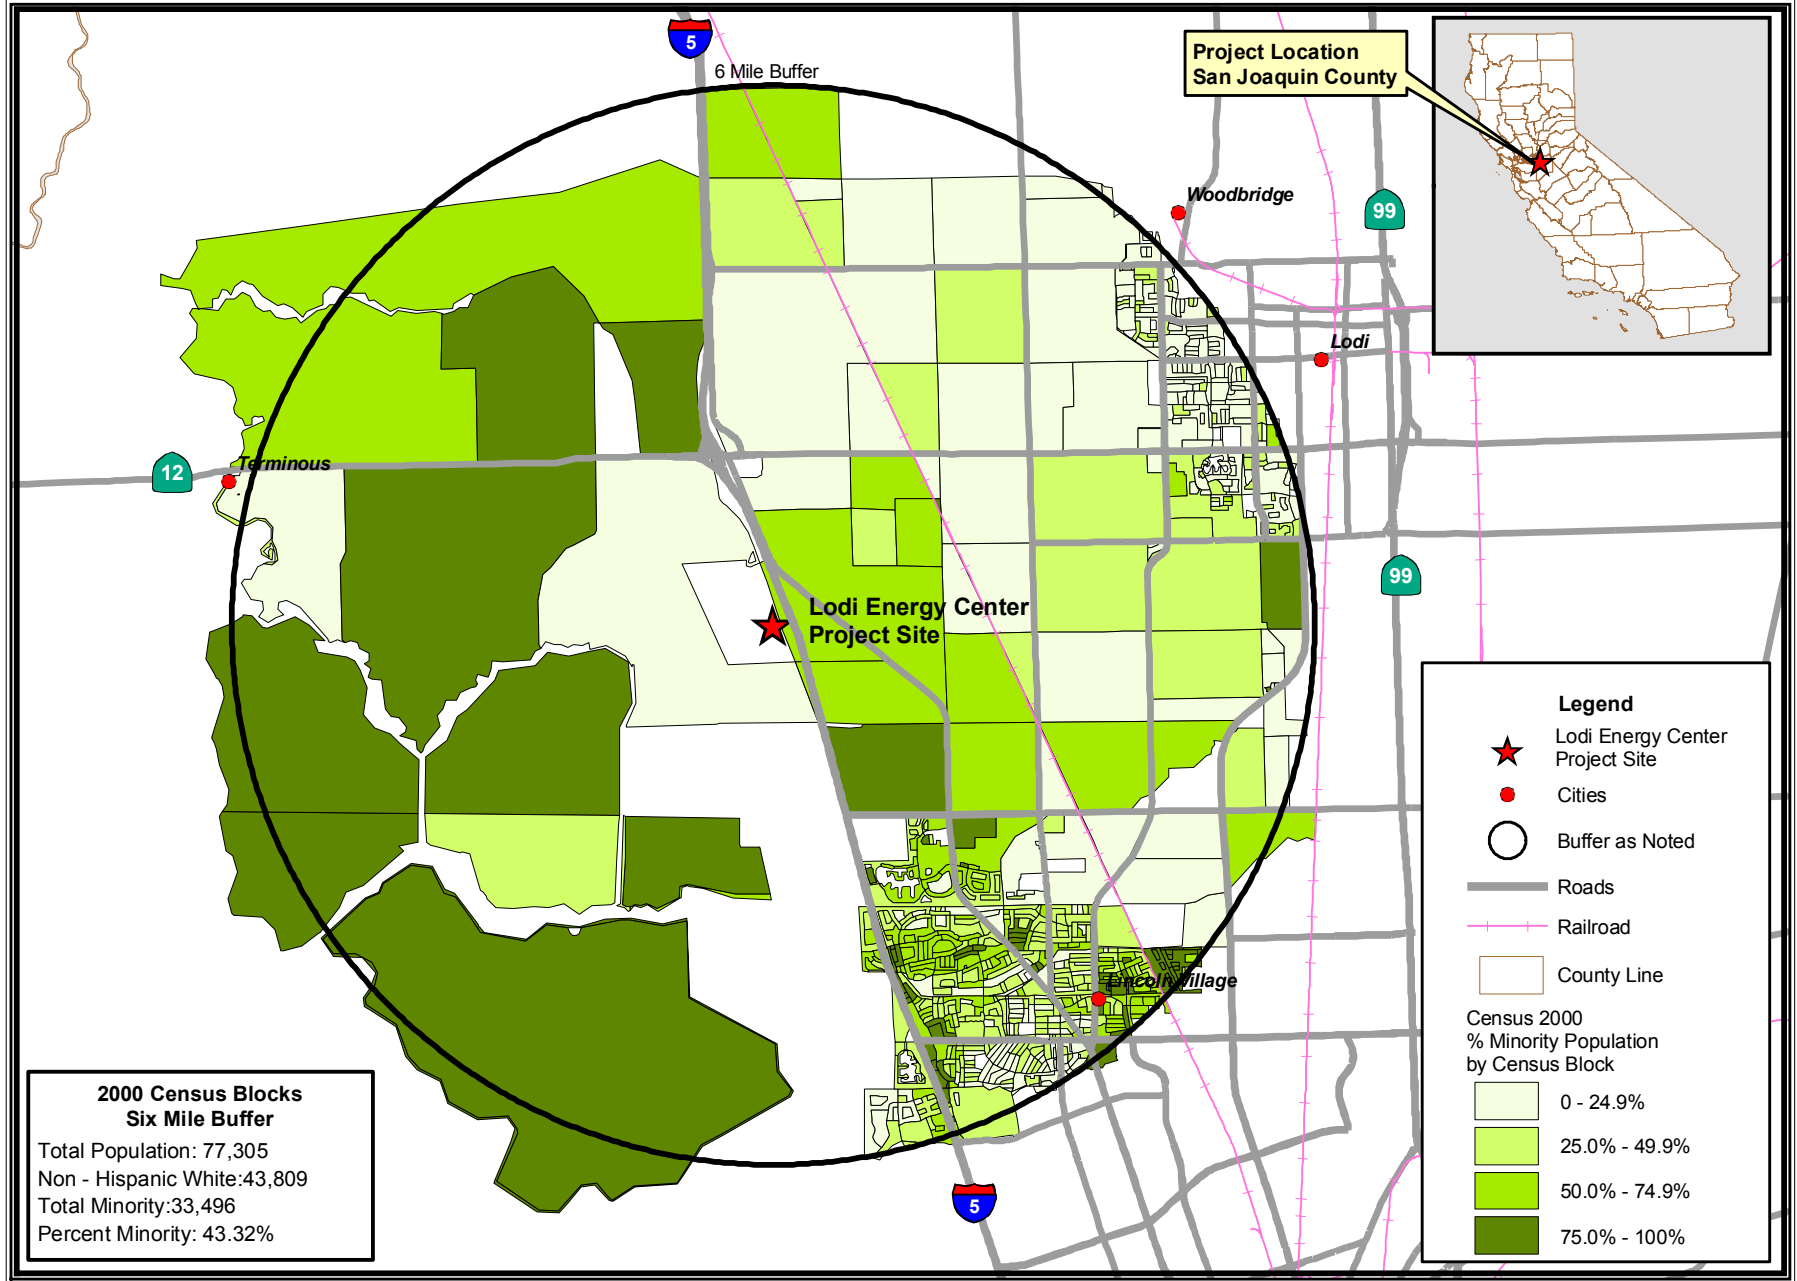 5
6 Mile Buffer
Project Location
San Joaquin County
Woodbridge
99
Lodi
12
Terminous
99
Lodi Energy Center
Project Site
Lincoln Village
5
Legend
Lodi Energy Center
Project Site
Cities
Buffer as Noted
Roads
Railroad
County Line
Census 2000
% Minority Population
by Census Block
0 - 24.9%
25.0% - 49.9%
50.0% - 74.9%
75.0% - 100%
2000 Census Blocks
Six Mile Buffer
Total Population: 77,305
Non - Hispanic White:43,809
Total Minority:33,496
Percent Minority: 43.32%